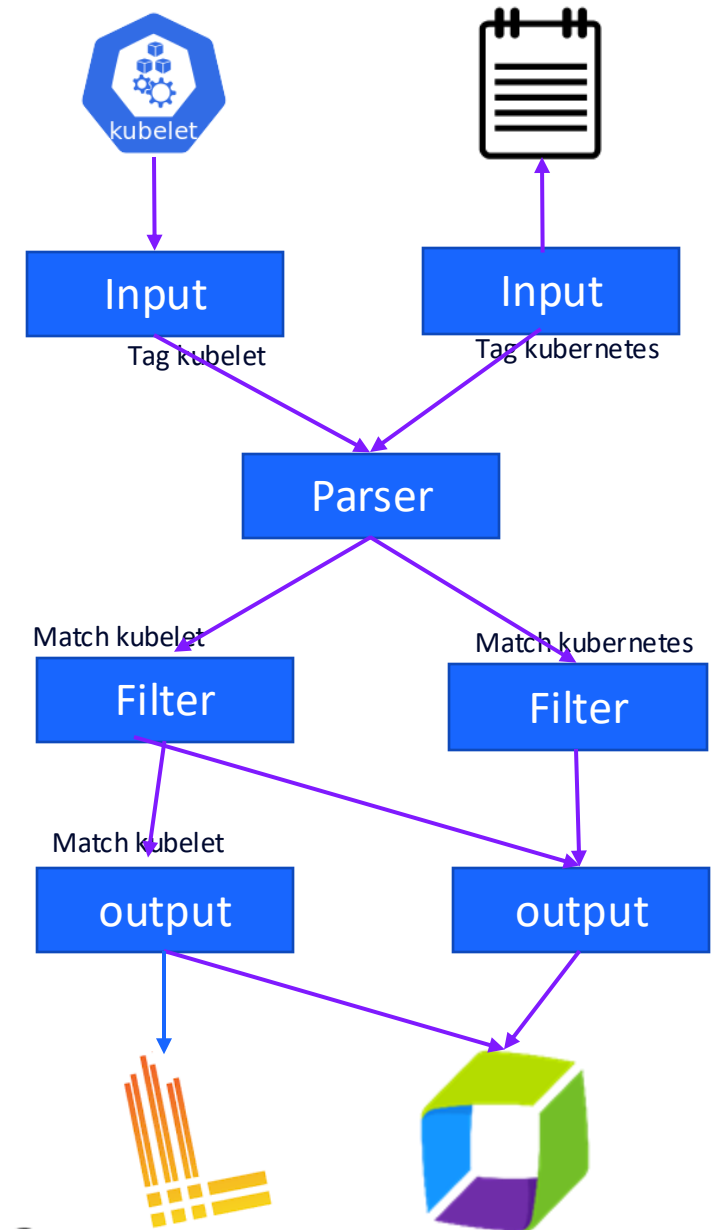 kubelet
Input
Input
Tag kubelet
Tag kubernetes
Parser
Match kubelet
Match kubernetes
Filter
Filter
Match kubelet
output
output